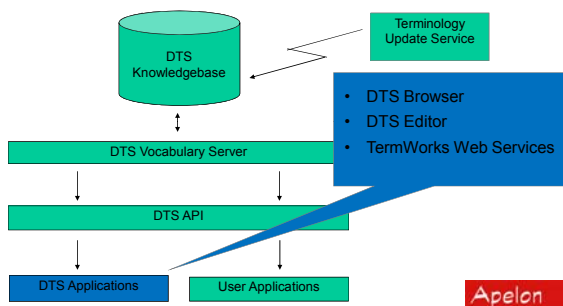 Terminology
Update Service
DTS
Knowledgebase
• DTS Browser
• DTS Editor
• TermWorks Web Services
DTS Vocabulary Server
DTS API
DTS Applications
User Applications
Apelon